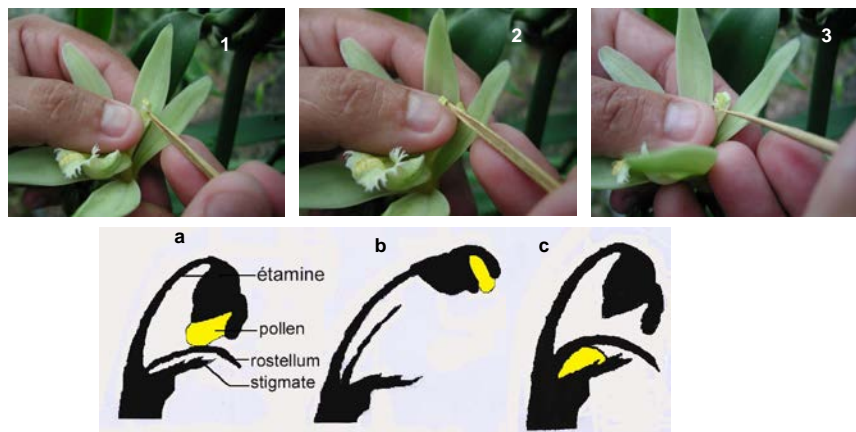 1
2
3
a
b
c
étamine
pollen
rostellum
stigmate